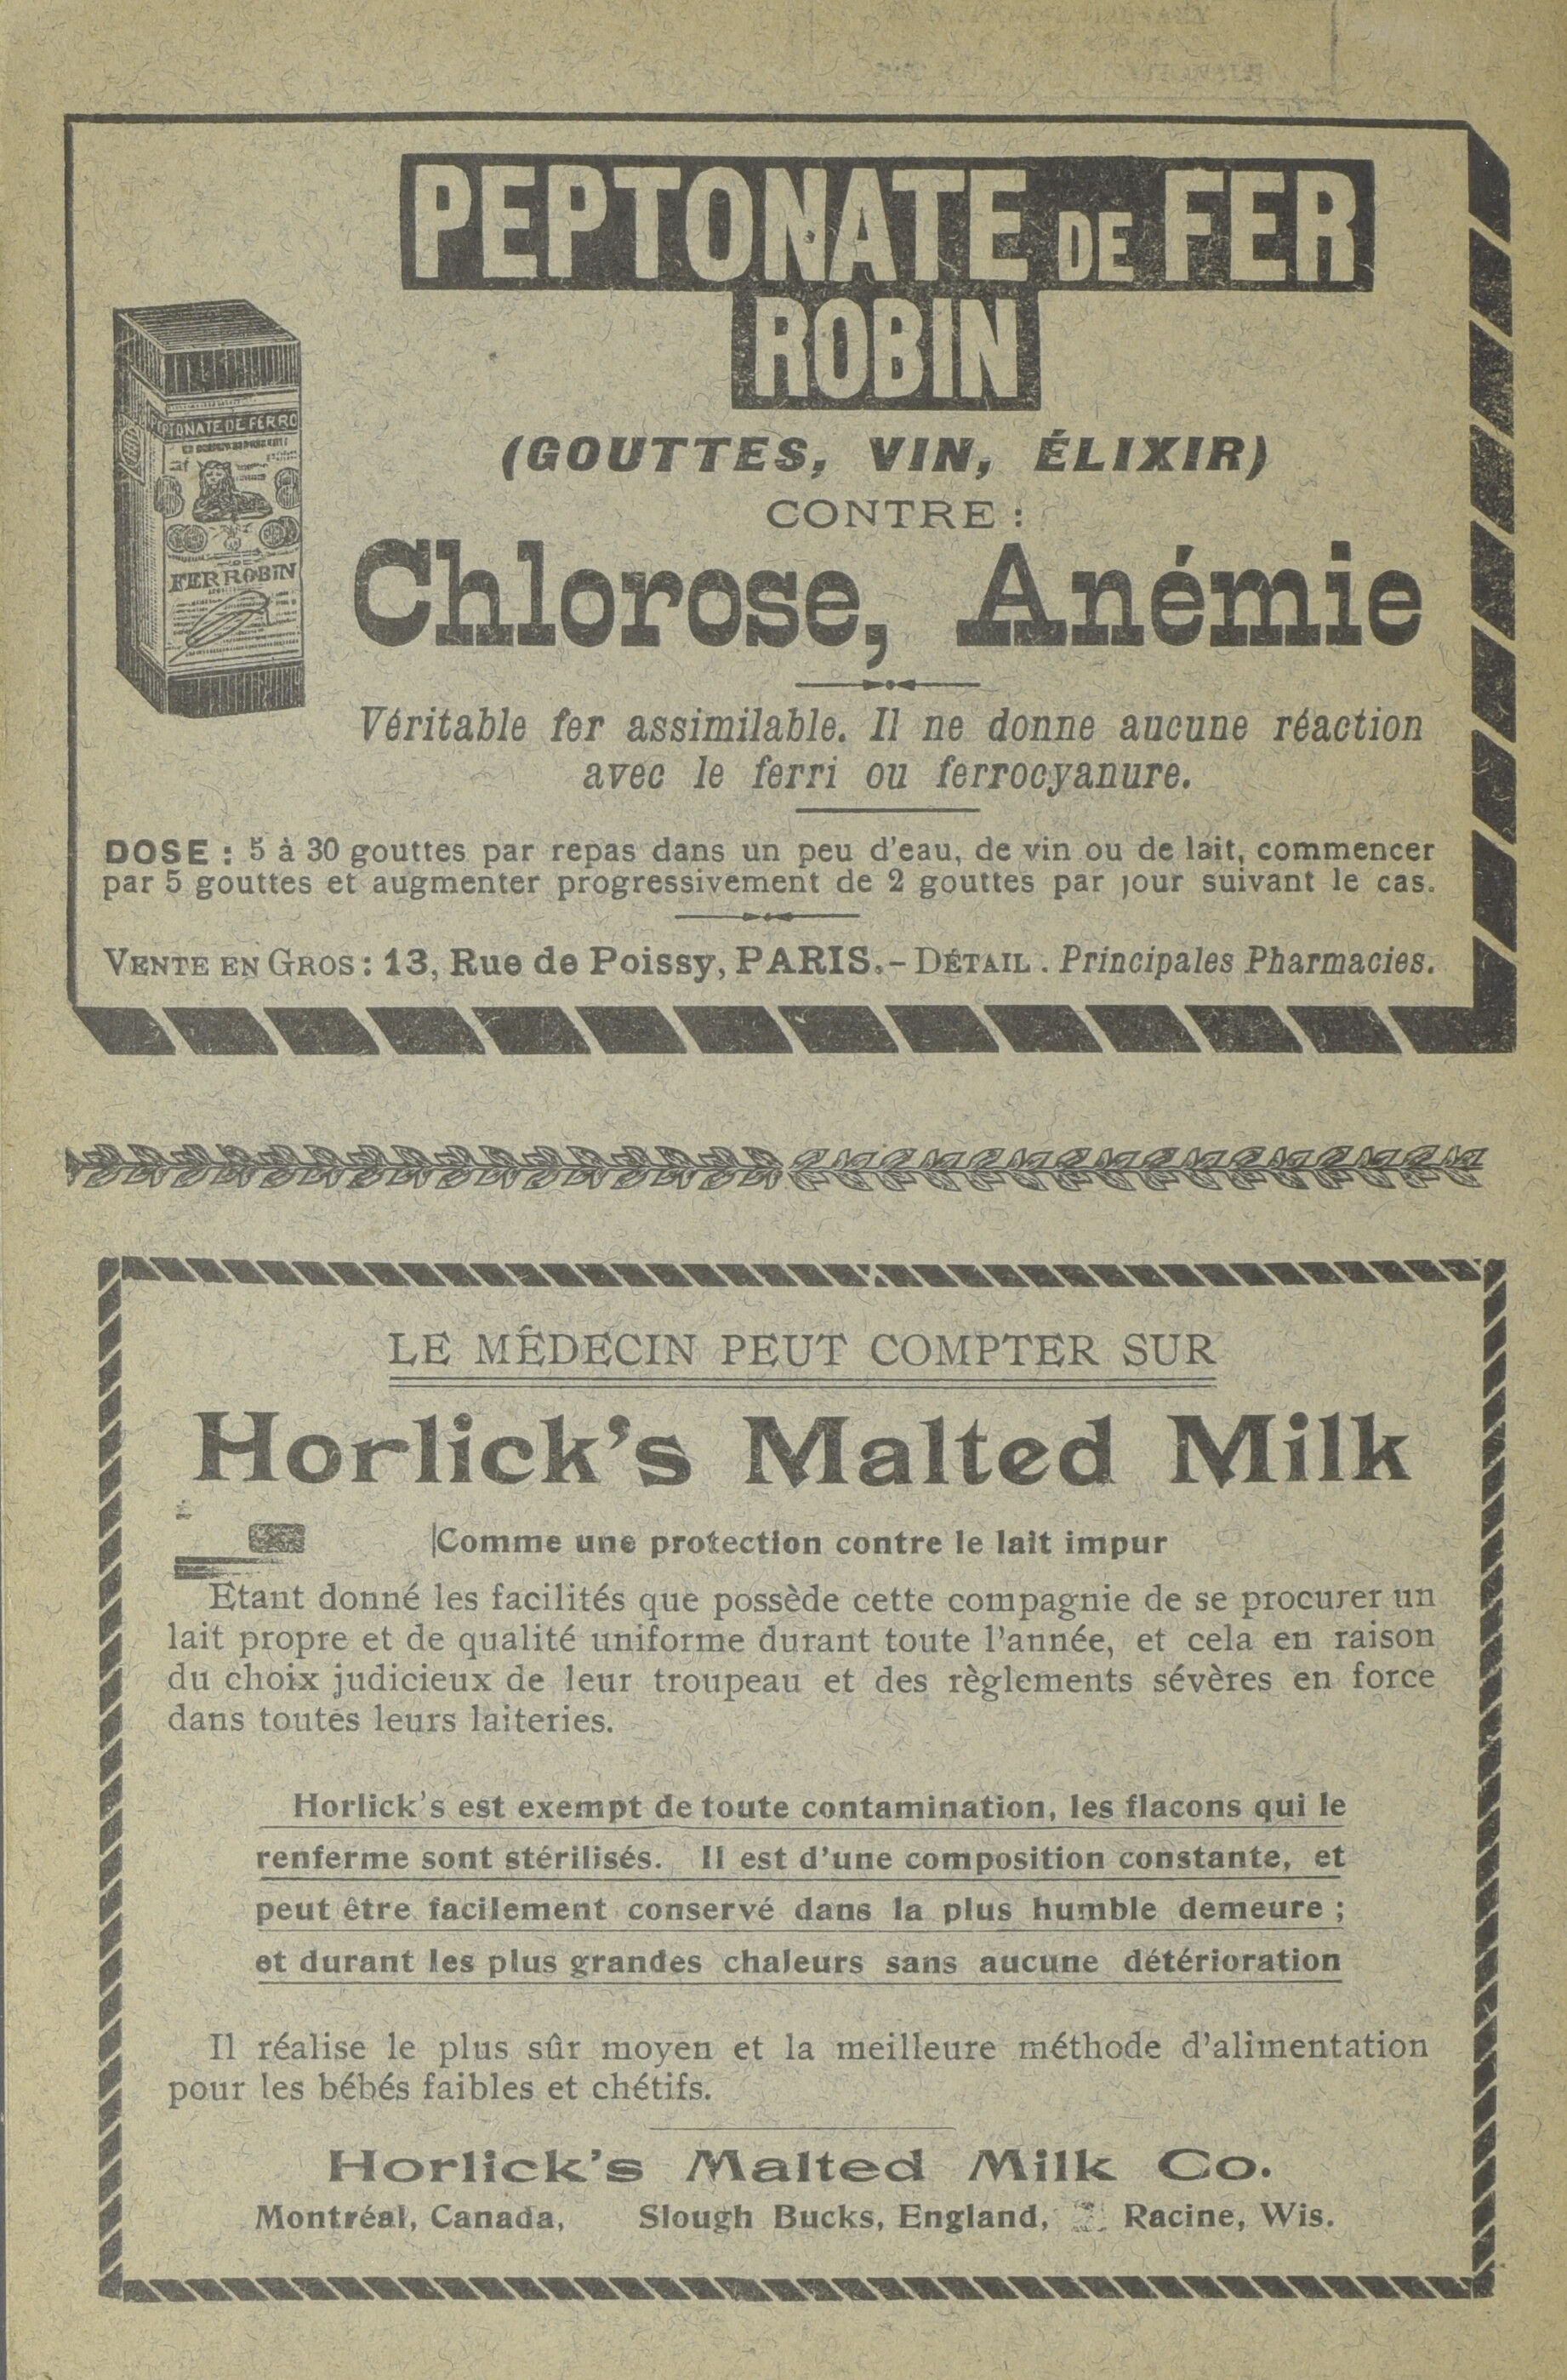 PEPTONATE DE FER
ROBIN
(GOUTTES, VIN, ÉLIXIR)
CONTRE :
Chlorose, Anémie
PTONATE DE FER RO
FER ROBIN
Véritable fer assimilable. Il ne donne aucune réaction
avec le ferri ou ferrocyanure.
DOSE : 5 à 30 gouttes par repas dans un peu d'eau, de vin ou de lait, commencer
par 5 gouttes et augmenter progressivement de 2 gouttes par jour suivant le cas.
VENTE EN GROS : 13, Rue de Poissy, PARIS.- DÉTAIL . Principales Pharmacies.
LE MÉDECIN PEUT COMPTER SUR
Horlick's Malted Milk
Comme une protection contre le lait impur
Etant donné les facilités que possède cette compagnie de se procurer un
lait propre et de qualité uniforme durant toute l'année, et cela en raison
du choix judicieux de leur troupeau et des règlements sévères en force
dans toutes leurs laiteries.
Horlick's est exempt de toute contamination, les flacons qui le
renferme sont stérilisés. Il est d'une composition constante, et
peut être facilement conservé dans la plus humble demeure ;
et durant les plus grandes chaleurs sans aucune détérioration
Il réalise le plus sûr moyen et la meilleure méthode d'alimentation
pour les bébés faibles et chétifs.
Horlick's Malted Milk Co.
Montréal, Canada, Slough Bucks, England, Racine, Wis.